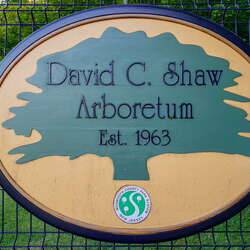 David C. Shaw
Arboretum
Est. 1963